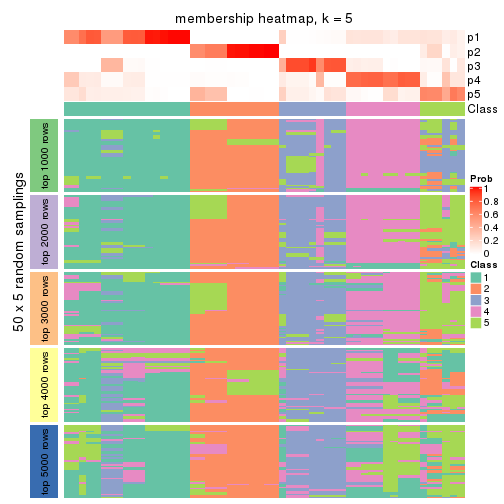 membership heatmap, k = 5
p1
p2
p3
p4
p5
Class
50 x 5 random samplings
top 1000 rows
top 2000 rows
top 3000 rows
top 4000 rows
top 5000 rows
Prob
1
0.8
0.6
0.4
0.2
0
Class
1
2
3
4
5